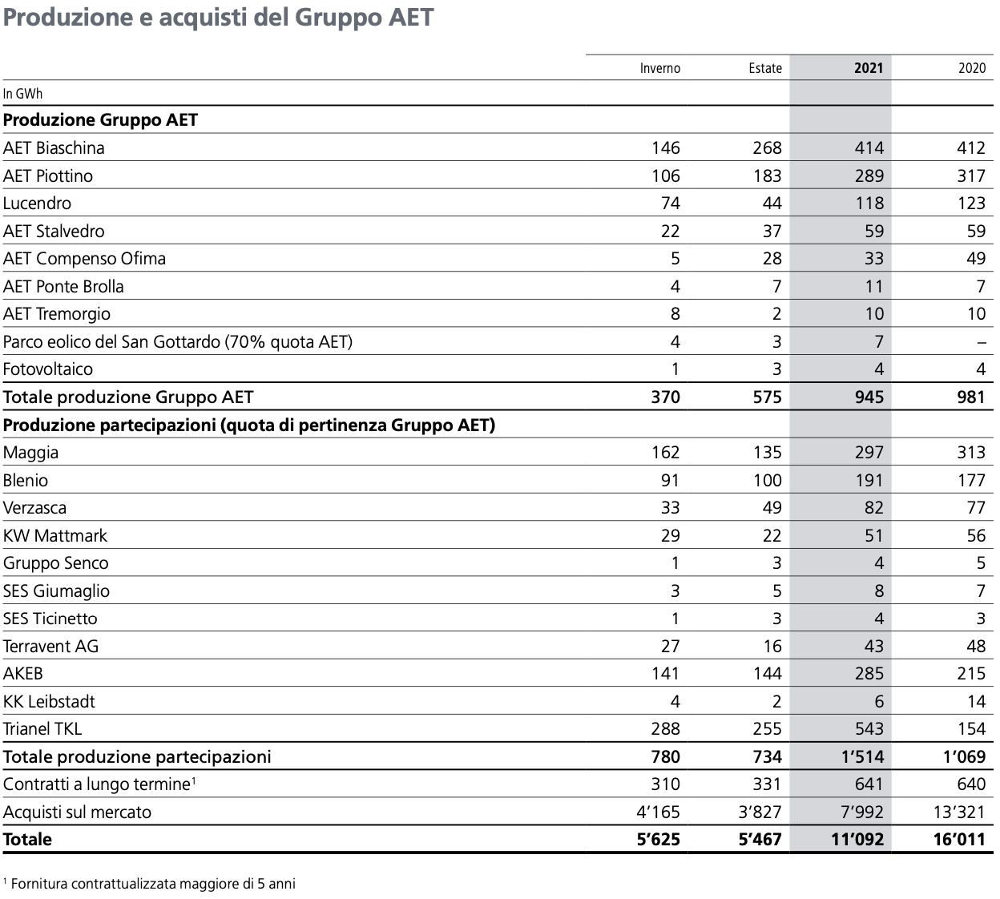 Produzione e acquisti del Gruppo AET
Inverno Estate 2021 2020
In GWh
Produzione Gruppo AET
AET Biaschina 146 268 414 412
AET Piottino 106 183 289 317
Lucendro 74 44 118 123
AET Stalvedro 22 37 59 59
AET Compenso Ofima 5 28 33 49
AET Ponte Brolla 4 7 11 7
AET Tremorgio 8 2 10 10
Parco eolico del San Gottardo (70% quota AET) 4 3 7 –
Fotovoltaico 1 3 4 4
Totale produzione Gruppo AET 370 575 945 981
Produzione partecipazioni (quota di pertinenza Gruppo AET)
Maggia 162 135 297 313
Blenio 91 100 191 177
Verzasca 33 49 82 77
KW Mattmark 29 22 51 56
Gruppo Senco 1 3 4 5
SES Giumaglio 3 5 8 7
SES Ticinetto 1 3 4 3
Terravent AG 27 16 43 48
AKEB 141 144 285 215
KK Leibstadt 4 2 6 14
Trianel TKL 288 255 543 154
Totale produzione partecipazioni 780 734 1’514 1’069
Contratti a lungo termine¹ 310 331 641 640
Acquisti sul mercato 4’165 3’827 7’992 13’321
Totale 5’625 5’467 11’092 16’011
¹ Fornitura contrattualizzata maggiore di 5 anni